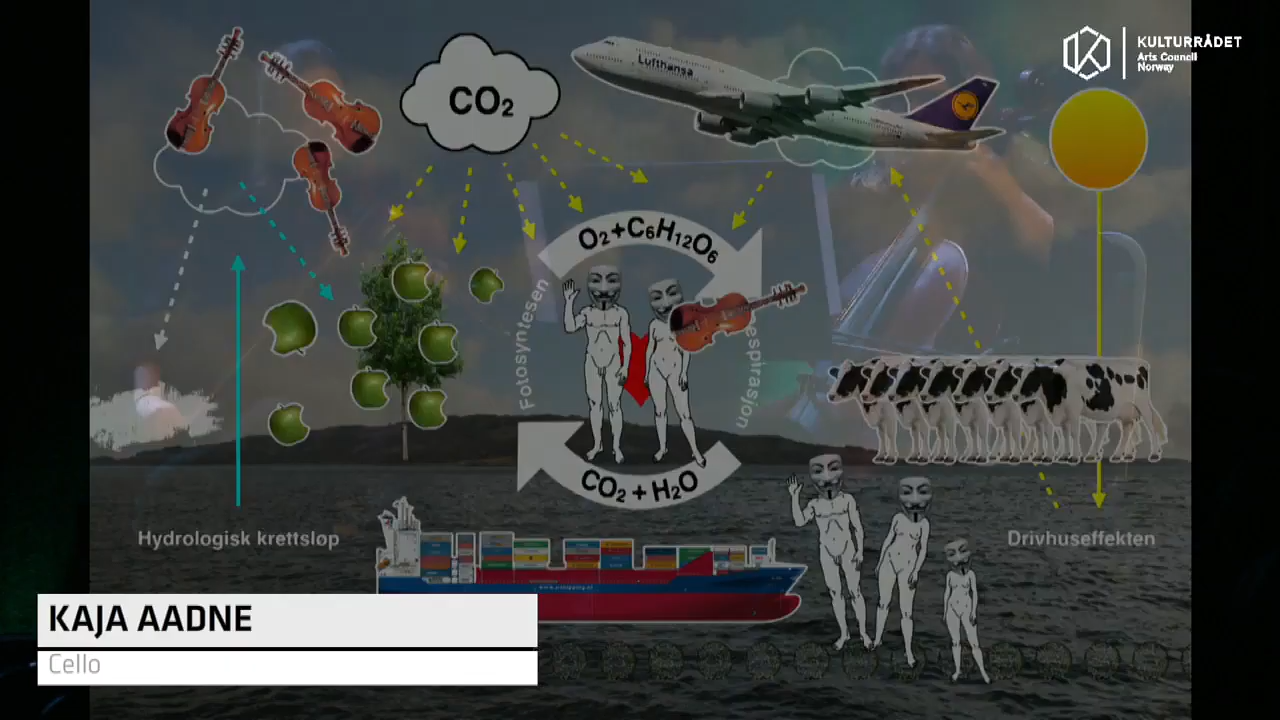 KULTURRÅDET
Arts Council
Norway
CO₂
Lufthansa
O₂+C₆H₁₂O₆
Fotosyntesen
espirasjon
CO₂ + H₂O
Hydrologisk krettsløp
Drivhuseffekten
KAJA AADNE
Cello